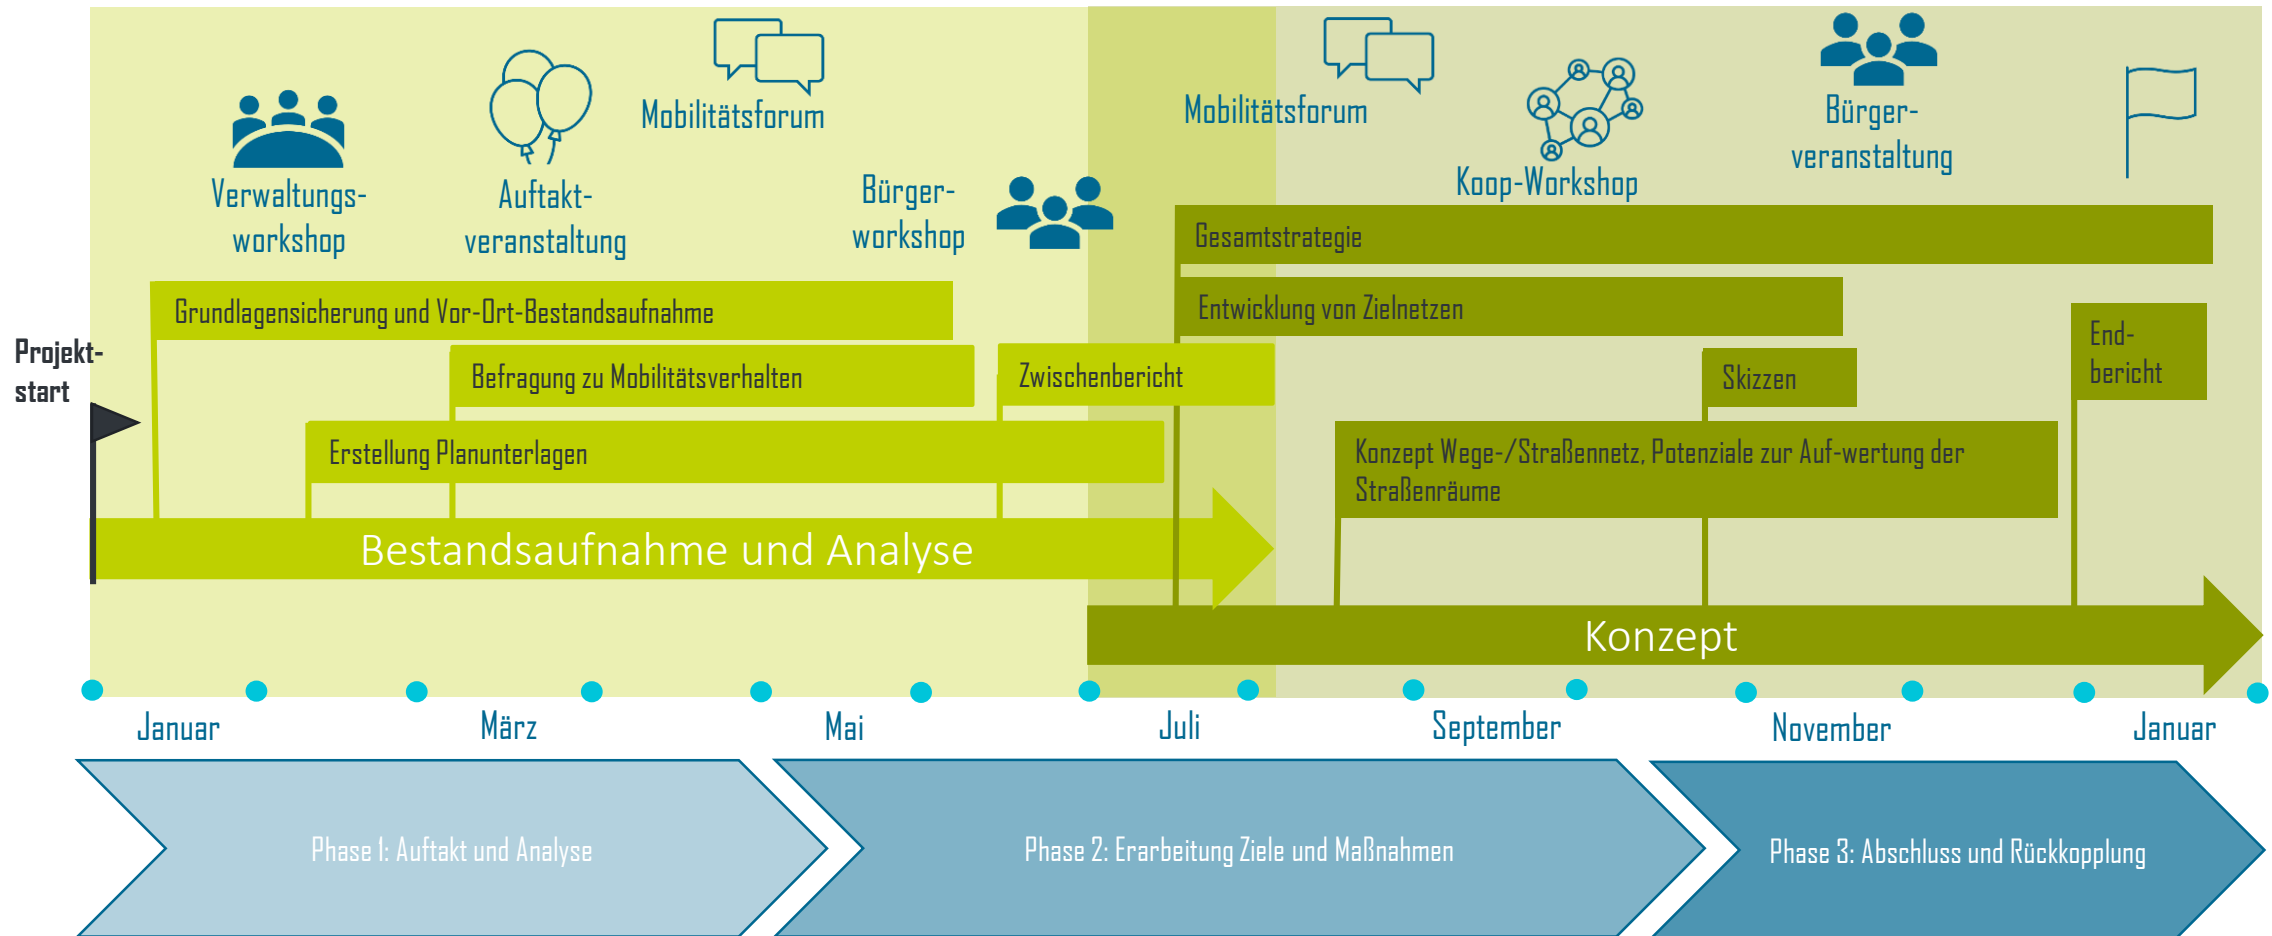 Mobilitätsforum
Verwaltungs-
workshop
Auftakt-
veranstaltung
Bürger-
workshop
Mobilitätsforum
Koop-Workshop
Bürger-
veranstaltung
Projekt-
start
Grundlagensicherung und Vor-Ort-Bestandsaufnahme
Befragung zu Mobilitätsverhalten
Zwischenbericht
Erstellung Planunterlagen
Bestandsaufnahme und Analyse
Gesamtstrategie
Entwicklung von Zielnetzen
Skizzen
End-
bericht
Konzept Wege-/Straßennetz, Potenziale zur Auf-wertung der
Straßenräume
Konzept
Januar
März
Mai
Juli
September
November
Januar
Phase 1: Auftakt und Analyse
Phase 2: Erarbeitung Ziele und Maßnahmen
Phase 3: Abschluss und Rückkopplung